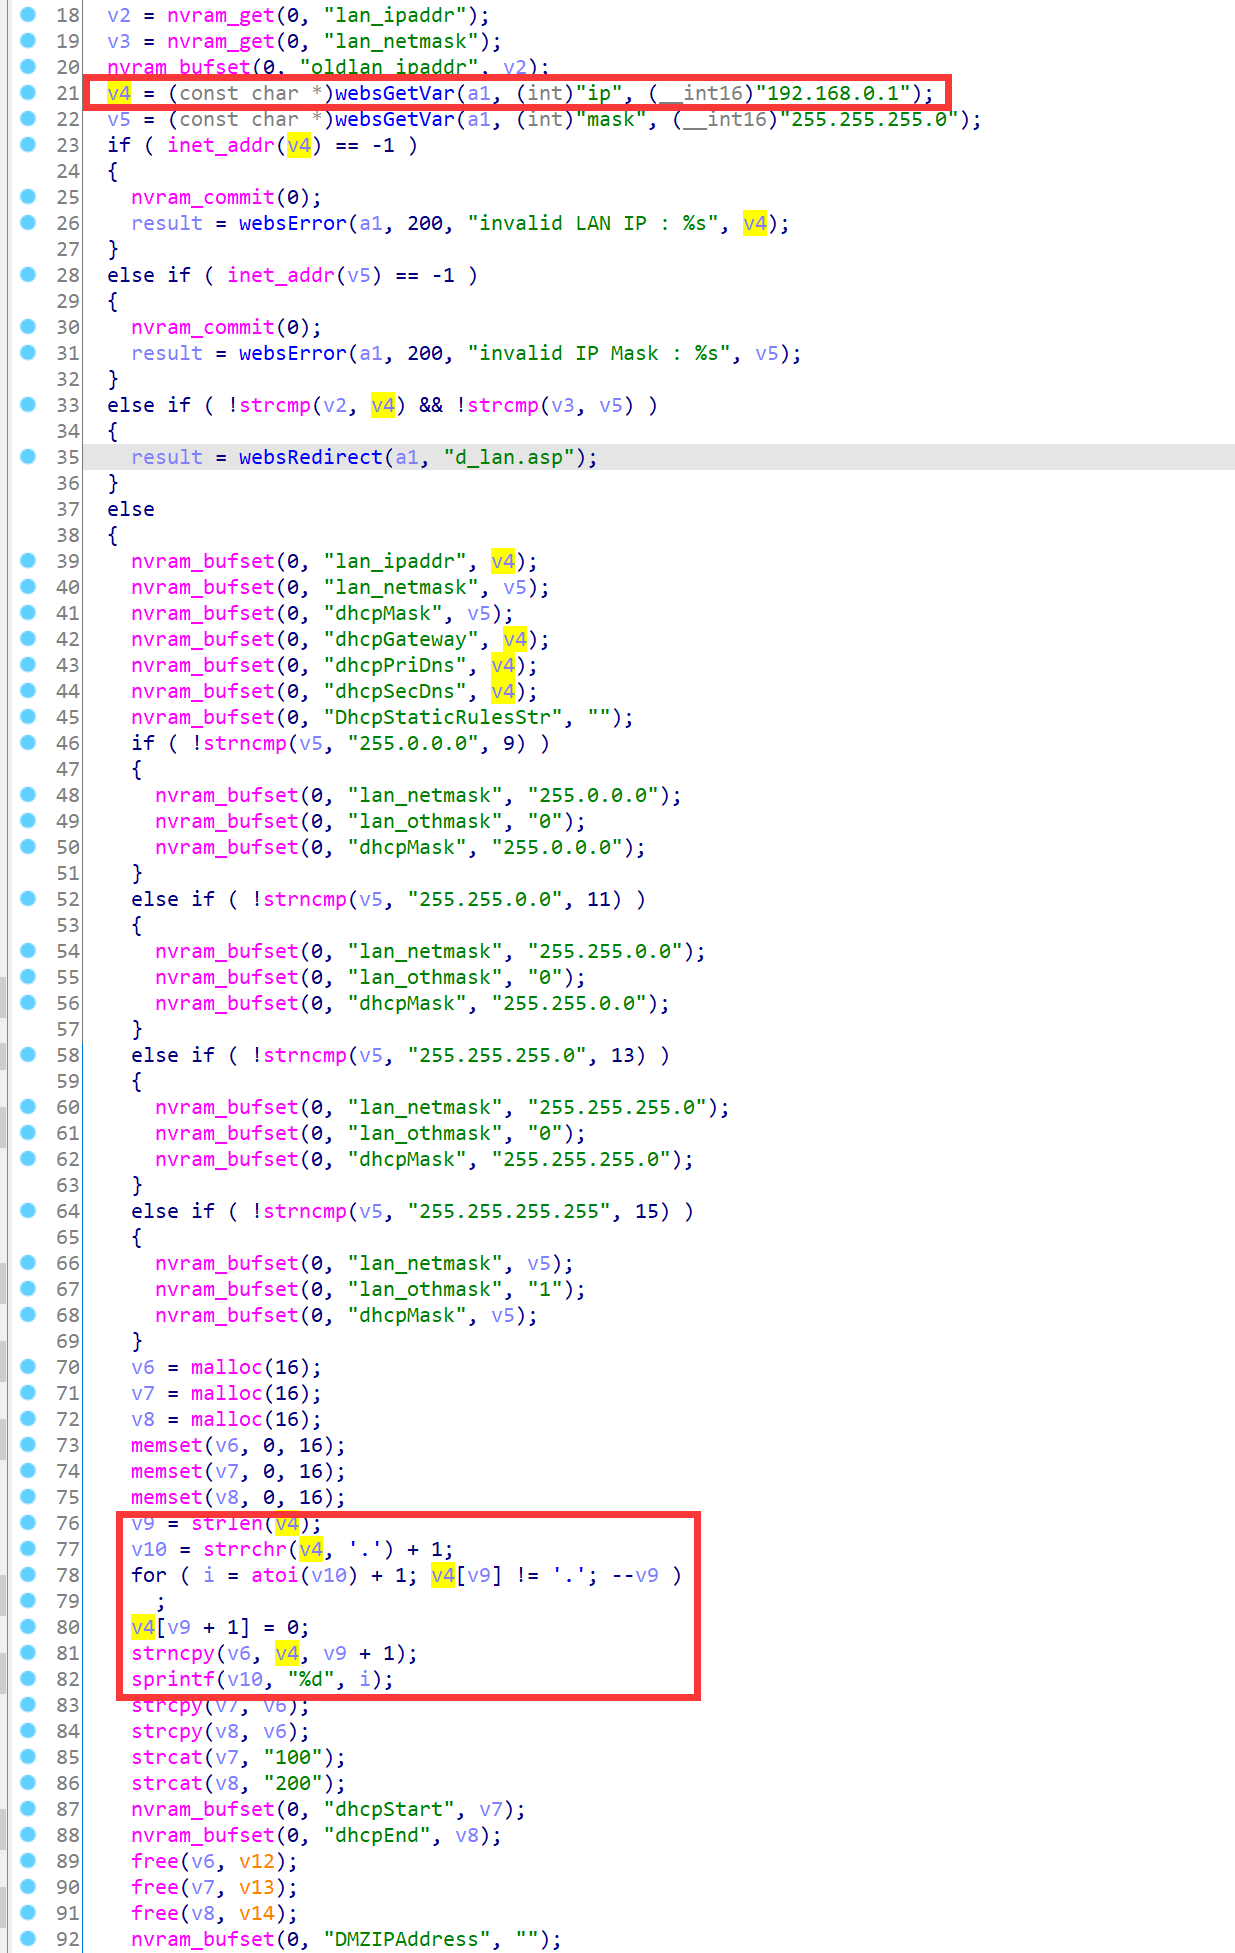 18 v2 = nvram_get(0, "lan_ipaddr");
19 v3 = nvram_get(0, "lan_netmask");
20 nvram_bufset(0, "oldlan_ipaddr", v2);
21 v4 = (const char *)websGetVar(a1, (int)"ip", (__int16)"192.168.0.1");
22 v5 = (const char *)websGetVar(a1, (int)"mask", (__int16)"255.255.255.0");
23 if ( inet_addr(v4) == -1 )
24 {
25 nvram_commit(0);
26 result = websError(a1, 200, "invalid LAN IP : %s", v4);
27 }
28 else if ( inet_addr(v5) == -1 )
29 {
30 nvram_commit(0);
31 result = websError(a1, 200, "invalid IP Mask : %s", v5);
32 }
33 else if ( !strcmp(v2, v4) && !strcmp(v3, v5) )
34 {
35 result = websRedirect(a1, "d_lan.asp");
36 }
37 else
38 {
39 nvram_bufset(0, "lan_ipaddr", v4);
40 nvram_bufset(0, "lan_netmask", v5);
41 nvram_bufset(0, "dhcpMask", v5);
42 nvram_bufset(0, "dhcpGateway", v4);
43 nvram_bufset(0, "dhcpPriDns", v4);
44 nvram_bufset(0, "dhcpSecDns", v4);
45 nvram_bufset(0, "DhcpStaticRulesStr", "");
46 if ( !strncmp(v5, "255.0.0.0", 9) )
47 {
48 nvram_bufset(0, "lan_netmask", "255.0.0.0");
49 nvram_bufset(0, "lan_othmask", "0");
50 nvram_bufset(0, "dhcpMask", "255.0.0.0");
51 }
52 else if ( !strncmp(v5, "255.255.0.0", 11) )
53 {
54 nvram_bufset(0, "lan_netmask", "255.255.0.0");
55 nvram_bufset(0, "lan_othmask", "0");
56 nvram_bufset(0, "dhcpMask", "255.255.0.0");
57 }
58 else if ( !strncmp(v5, "255.255.255.0", 13) )
59 {
60 nvram_bufset(0, "lan_netmask", "255.255.255.0");
61 nvram_bufset(0, "lan_othmask", "0");
62 nvram_bufset(0, "dhcpMask", "255.255.255.0");
63 }
64 else if ( !strncmp(v5, "255.255.255.255", 15) )
65 {
66 nvram_bufset(0, "lan_netmask", v5);
67 nvram_bufset(0, "lan_othmask", "1");
68 nvram_bufset(0, "dhcpMask", v5);
69 }
70 v6 = malloc(16);
71 v7 = malloc(16);
72 v8 = malloc(16);
73 memset(v6, 0, 16);
74 memset(v7, 0, 16);
75 memset(v8, 0, 16);
76 v9 = strlen(v4);
77 v10 = strrchr(v4, '.') + 1;
78 for ( i = atoi(v10) + 1; v4[v9] != '.'; --v9 )
79 ;
80 v4[v9 + 1] = 0;
81 strncpy(v6, v4, v9 + 1);
82 sprintf(v10, "%d", i);
83 strcpy(v7, v6);
84 strcpy(v8, v6);
85 strcat(v7, "100");
86 strcat(v8, "200");
87 nvram_bufset(0, "dhcpStart", v7);
88 nvram_bufset(0, "dhcpEnd", v8);
89 free(v6, v12);
90 free(v7, v13);
91 free(v8, v14);
92 nvram_bufset(0, "DMZIPAddress", "");